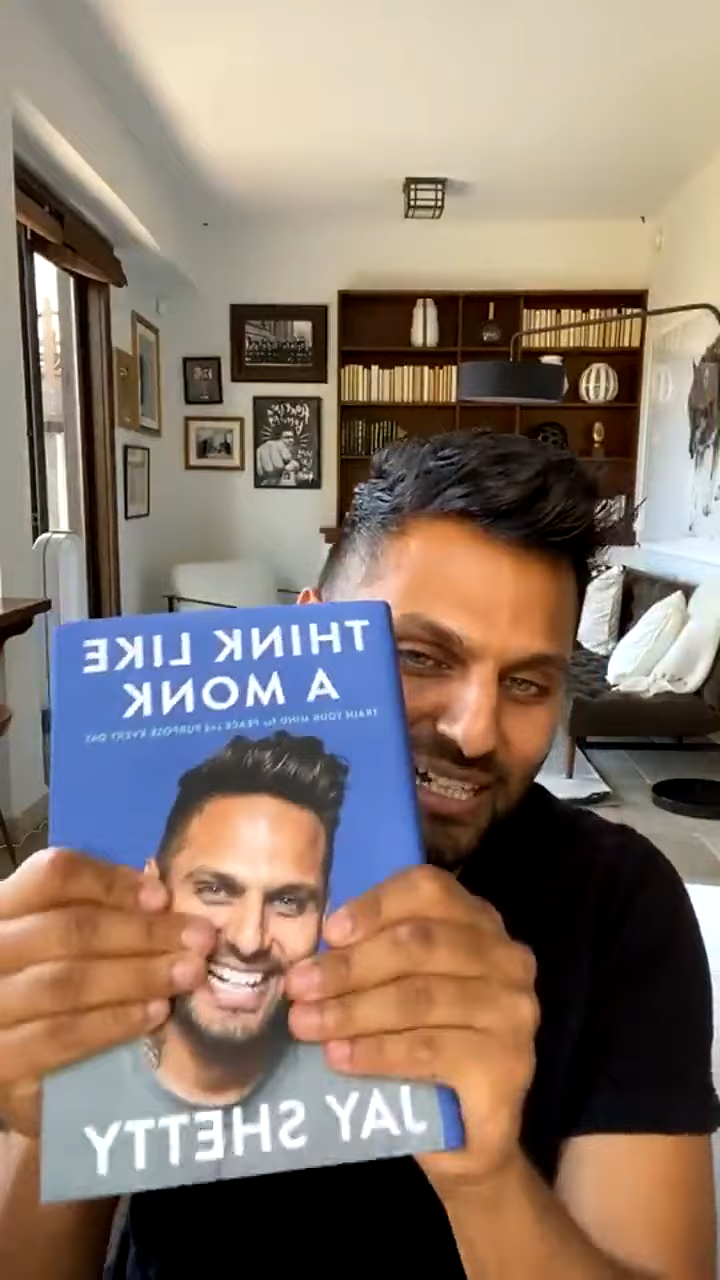 THINK LIKE
A MONK
TRAIN YOUR MIND for PEACE and PURPOSE EVERY DAY
JAY SHETTY